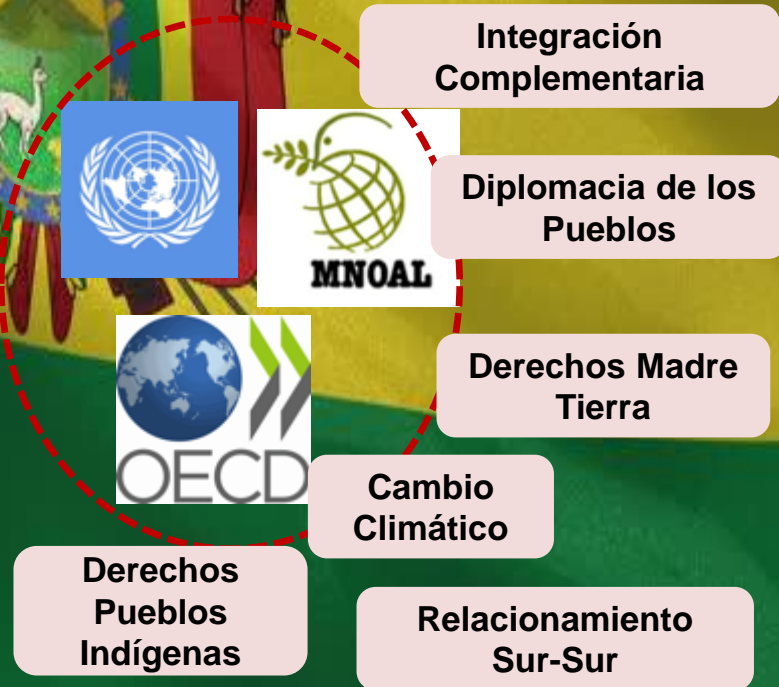 Integración
Complementaria
Diplomacia de los
Pueblos
MNOAL
Derechos Madre
Tierra
OECD
Cambio
Climático
Derechos
Pueblos
Indígenas
Relacionamiento
Sur-Sur